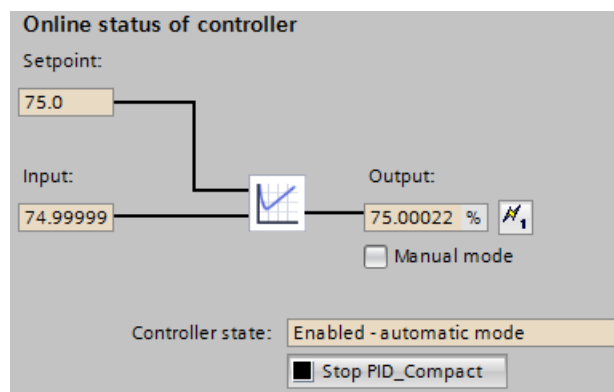 Online status of controller
Setpoint:
75.0
Input:
Output:
74.99999
75.00022 %
1
Manual mode
Controller state:
Enabled - automatic mode
Stop PID_Compact